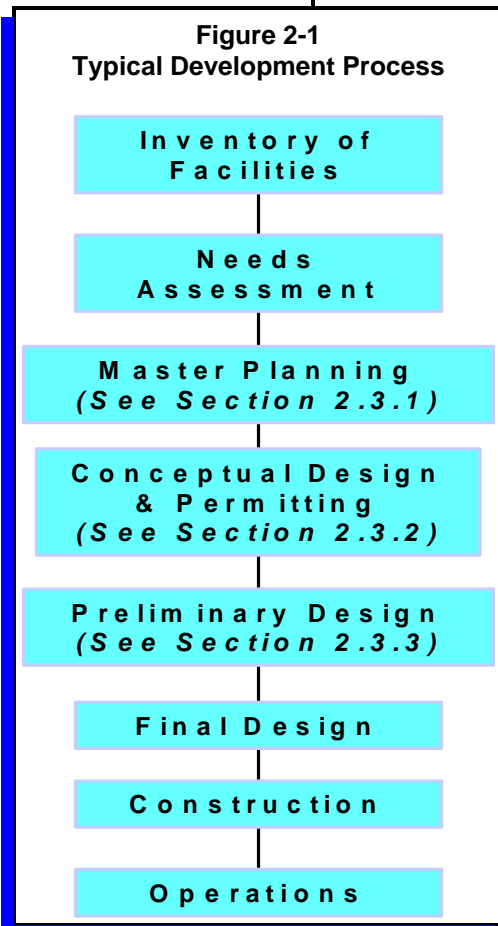 Figure 2-1
Typical Development Process
Inventory of
Facilities
Needs
Assessment
Master Planning
(See Section 2.3.1)
Conceptual Design
& Permitting
(See Section 2.3.2)
Preliminary Design
(See Section 2.3.3)
Final Design
Construction
Operations